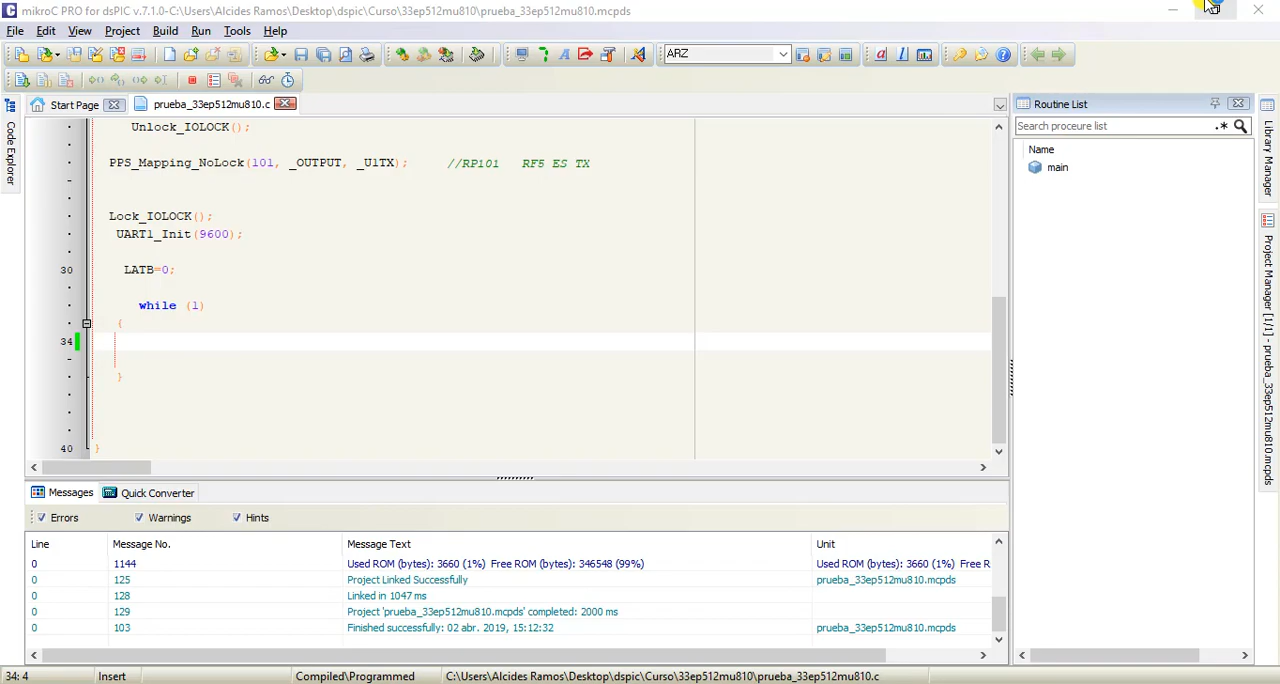 mikroC PRO for dsPIC v.7.1.0-C:\Users\Alcides Ramos\Desktop\dspic\Curso\33ep512mu810\prueba_33ep512mu810.mcpds
File Edit View Project Build Run Tools Help
ARZ
Start Page prueba_33ep512mu810.c
Code Explorer
Unlock_IOLOCK();
PPS_Mapping_NoLock(101, _OUTPUT, _U1TX); //RP101 RF5 ES TX
Lock_IOLOCK();
UART1_Init(9600);
30 LATB=0;
while (1)
{
34
}
40 }
Routine List
Search proceure list
Name
main
Library Manager
Project Manager [1/1] - prueba_33ep512mu810.mcpds
Messages Quick Converter
Errors Warnings Hints
Line Message No. Message Text Unit
0 1144 Used ROM (bytes): 3660 (1%) Free ROM (bytes): 346548 (99%) Used ROM (bytes): 3660 (1%) Free R
0 125 Project Linked Successfully prueba_33ep512mu810.mcpds
0 128 Linked in 1047 ms
0 129 Project 'prueba_33ep512mu810.mcpds' completed: 2000 ms
0 103 Finished successfully: 02 abr. 2019, 15:12:32 prueba_33ep512mu810.mcpds
34: 4 Insert Compiled\Programmed C:\Users\Alcides Ramos\Desktop\dspic\Curso\33ep512mu810\prueba_33ep512mu810.c